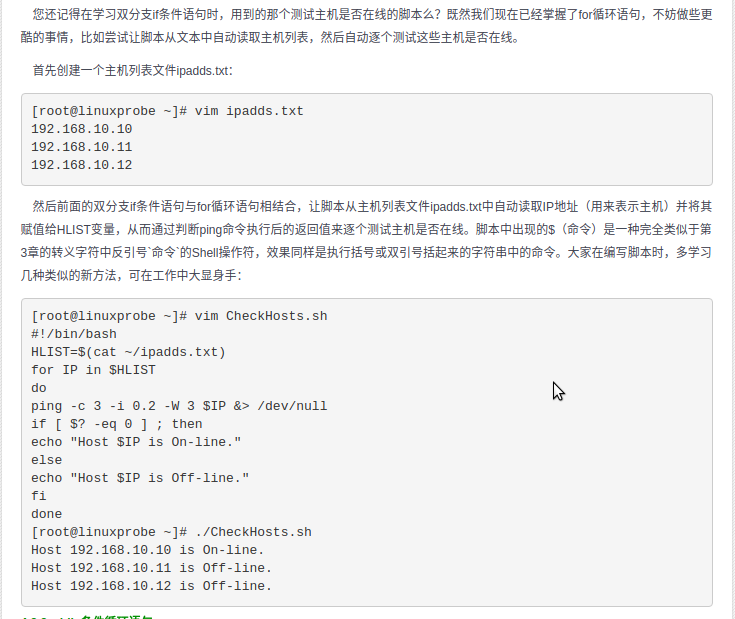 您还记得在学习双分支if条件语句时，用到的那个测试主机是否在线的脚本么？既然我们现在已经掌握了for循环语句，不妨做些更
酷的事情，比如尝试让脚本从文本中自动读取主机列表，然后自动逐个测试这些主机是否在线。
首先创建一个主机列表文件ipadds.txt：
[root@linuxprobe ~]# vim ipadds.txt
192.168.10.10
192.168.10.11
192.168.10.12
然后前面的双分支if条件语句与for循环语句相结合，让脚本从主机列表文件ipadds.txt中自动读取IP地址（用来表示主机）并将其
赋值给HLIST变量，从而通过判断ping命令执行后的返回值来逐个测试主机是否在线。脚本中出现的$（命令）是一种完全类似于第
3章的转义字符中反引号`命令`的Shell操作符，效果同样是执行括号或双引号括起来的字符串中的命令。大家在编写脚本时，多学习
几种类似的新方法，可在工作中大显身手：
[root@linuxprobe ~]# vim CheckHosts.sh
#!/bin/bash
HLIST=$(cat ~/ipadds.txt)
for IP in $HLIST
do
ping -c 3 -i 0.2 -W 3 $IP &> /dev/null
if [ $? -eq 0 ] ; then
echo "Host $IP is On-line."
else
echo "Host $IP is Off-line."
fi
done
[root@linuxprobe ~]# ./CheckHosts.sh
Host 192.168.10.10 is On-line.
Host 192.168.10.11 is Off-line.
Host 192.168.10.12 is Off-line.
条件循环语句